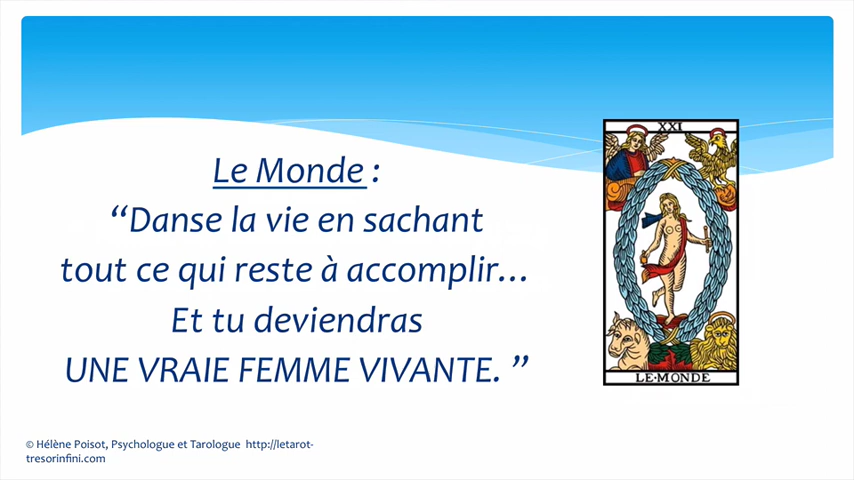 Le Monde :
“Danse la vie en sachant
tout ce qui reste à accomplir…
Et tu deviendras
UNE VRAIE FEMME VIVANTE. ”
XXI
LE·MONDE
© Hélène Poisot, Psychologue et Tarologue http://letarot-
tresorinfini.com